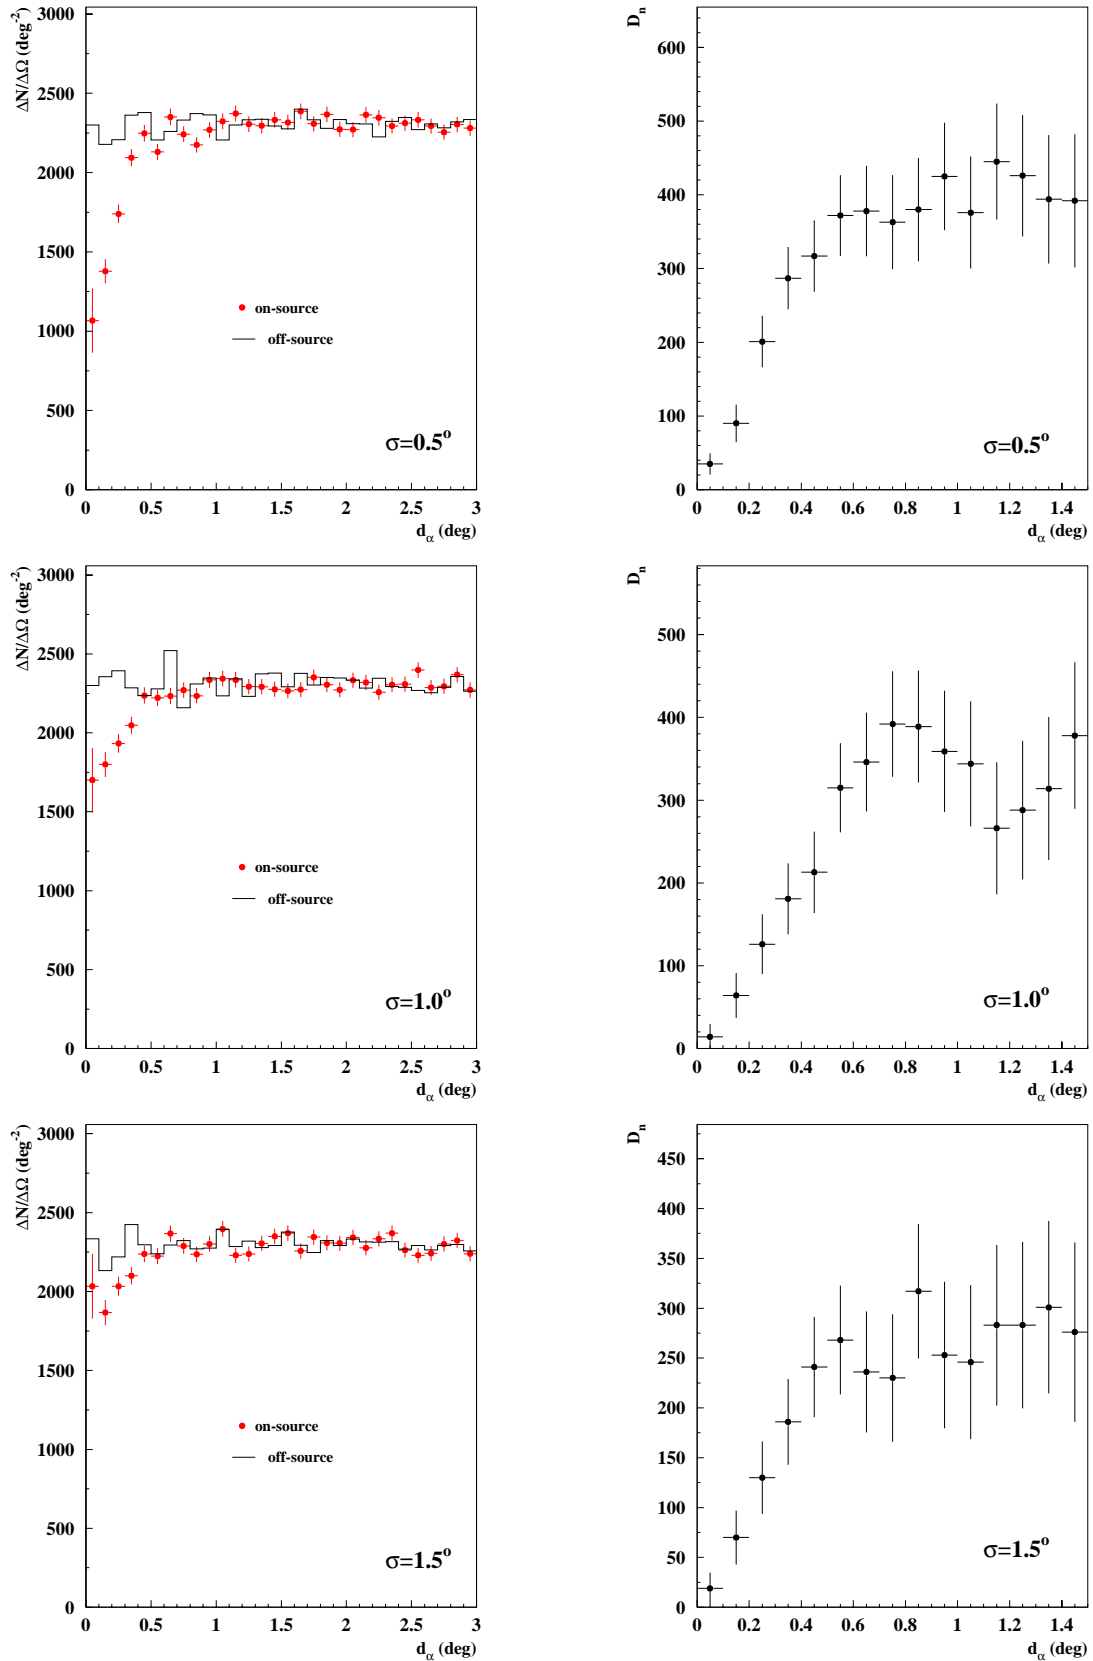 ΔN/ΔΩ (deg⁻²)
3000
2500
2000
1500
1000
500
0
on-source
off-source
σ=0.5°
0 0.5 1 1.5 2 2.5 3
d_α (deg)
D_n
600
500
400
300
200
100
0
σ=0.5°
0 0.2 0.4 0.6 0.8 1 1.2 1.4
d_α (deg)
ΔN/ΔΩ (deg⁻²)
3000
2500
2000
1500
1000
500
0
on-source
off-source
σ=1.0°
0 0.5 1 1.5 2 2.5 3
d_α (deg)
D_n
500
400
300
200
100
0
σ=1.0°
0 0.2 0.4 0.6 0.8 1 1.2 1.4
d_α (deg)
ΔN/ΔΩ (deg⁻²)
3000
2500
2000
1500
1000
500
0
on-source
off-source
σ=1.5°
0 0.5 1 1.5 2 2.5 3
d_α (deg)
D_n
450
400
350
300
250
200
150
100
50
0
σ=1.5°
0 0.2 0.4 0.6 0.8 1 1.2 1.4
d_α (deg)